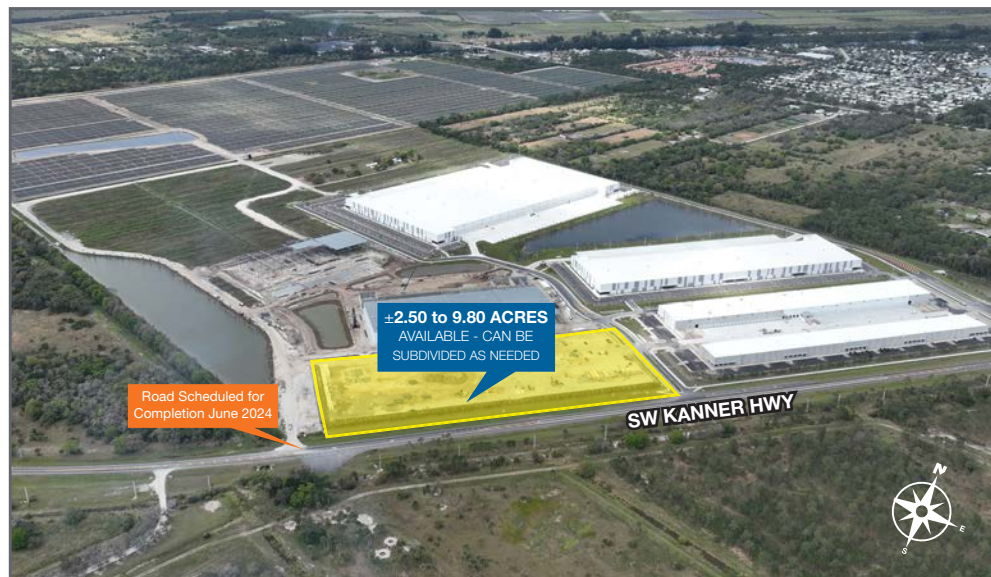 ±2.50 to 9.80 ACRES
AVAILABLE - CAN BE
SUBDIVIDED AS NEEDED
Road Scheduled for
Completion June 2024
SW KANNER HWY
N
E
S